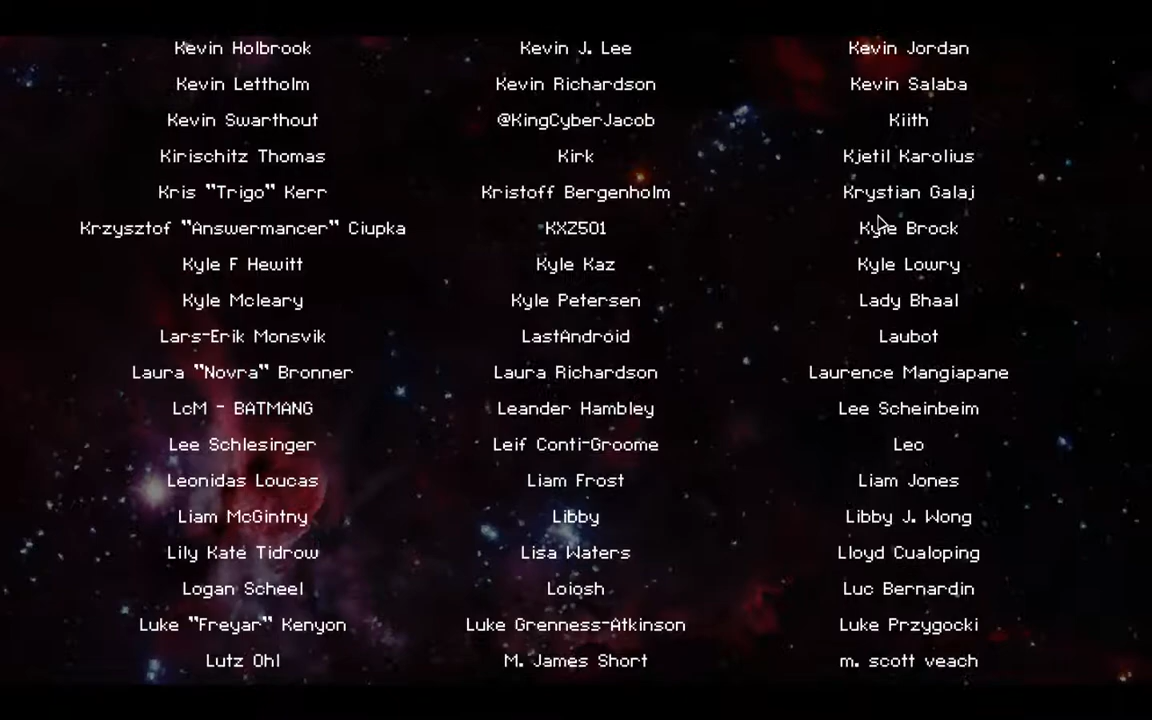 Kevin Holbrook Kevin J. Lee Kevin Jordan
Kevin Lettholm Kevin Richardson Kevin Salaba
Kevin Swarthout @KingCyberJacob Kiith
Kirischitz Thomas Kirk Kjetil Karolius
Kris "Trigo" Kerr Kristoff Bergenholm Krystian Galaj
Krzysztof "Answermancer" Ciupka KXZ501 Kyle Brock
Kyle F Hewitt Kyle Kaz Kyle Lowry
Kyle Mcleary Kyle Petersen Lady Bhaal
Lars-Erik Monsvik LastAndroid Laubot
Laura "Novra" Bronner Laura Richardson Laurence Mangiapane
LcM - BATMANG Leander Hambley Lee Scheinbeim
Lee Schlesinger Leif Conti-Groome Leo
Leonidas Loucas Liam Frost Liam Jones
Liam McGintny Libby Libby J. Wong
Lily Kate Tidrow Lisa Waters Lloyd Cualoping
Logan Scheel Loiosh Luc Bernardin
Luke "Freyar" Kenyon Luke Grenness-Atkinson Luke Przygocki
Lutz Ohl M. James Short m. scott veach